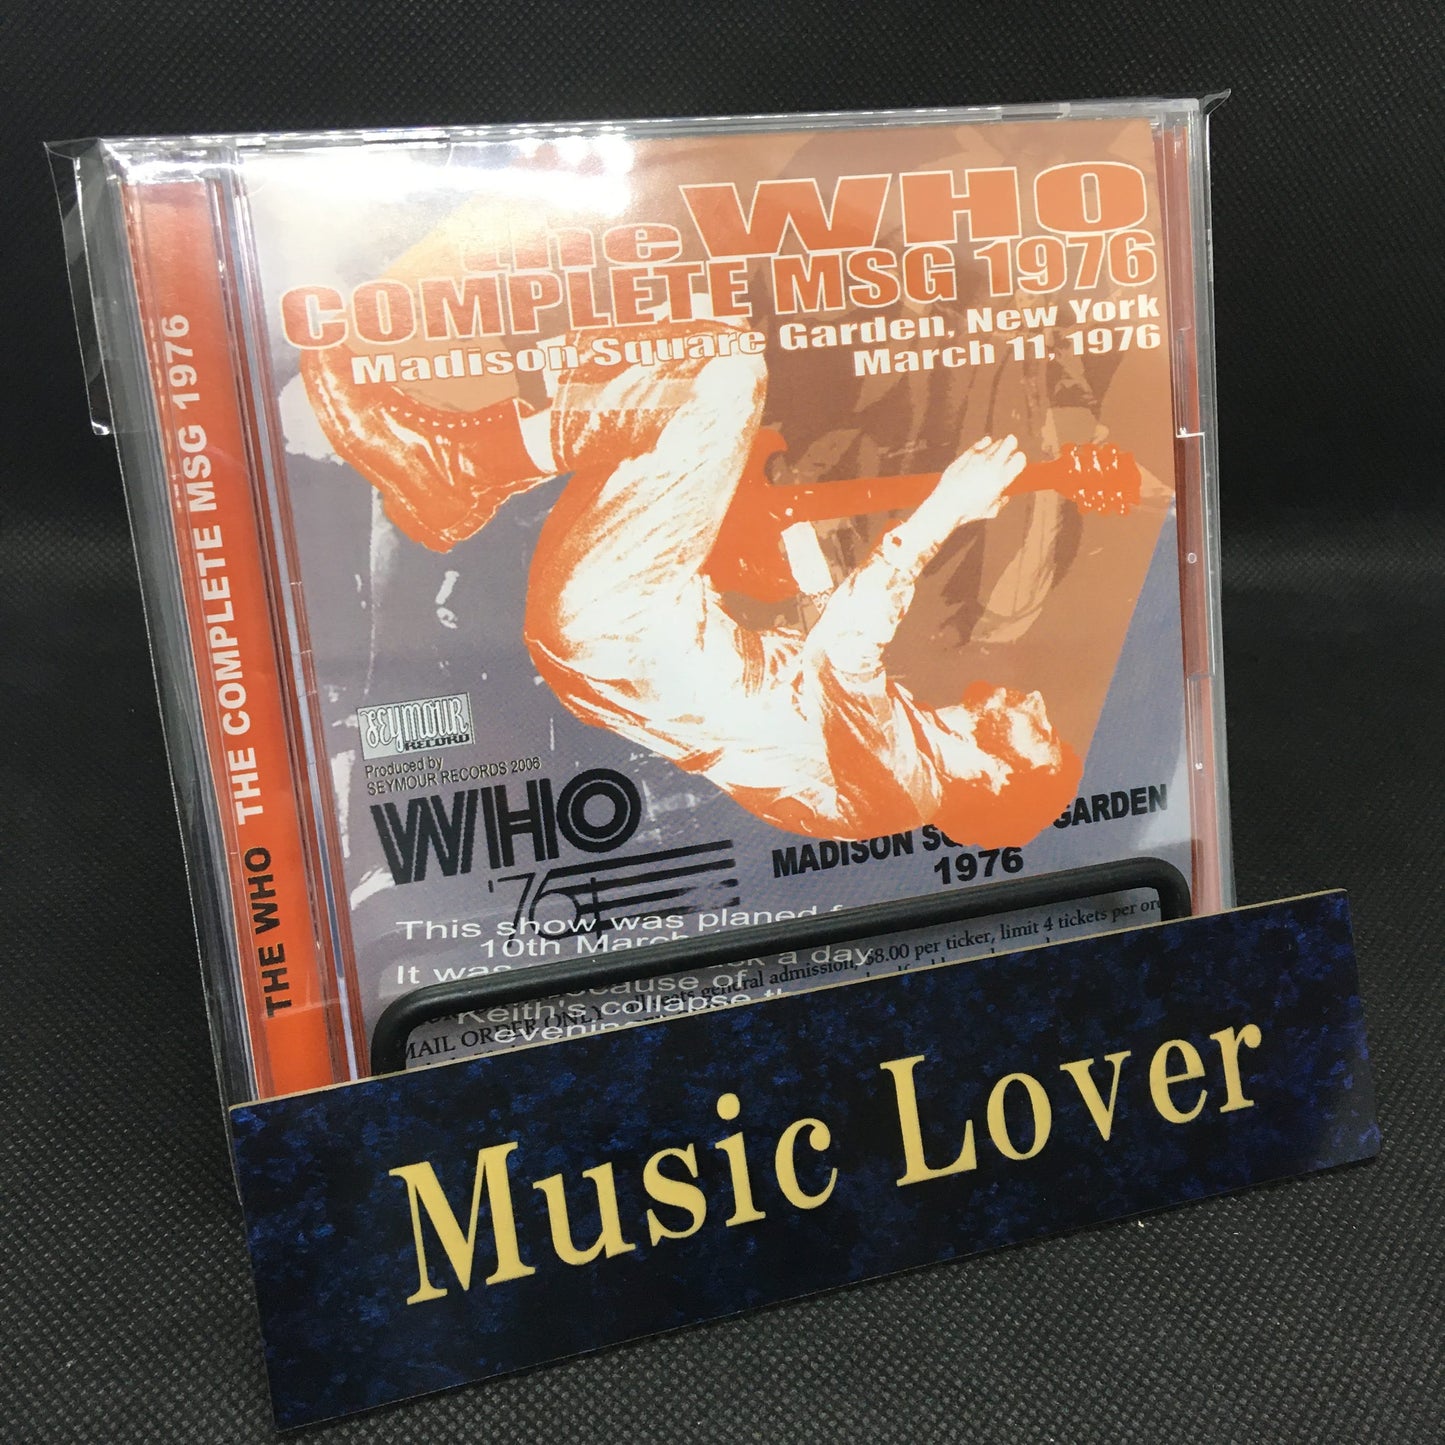 the WHO
COMPLETE MSG 1976
Madison Square Garden, New York
March 11, 1976
THE WHO THE COMPLETE MSG 1976
SEYMOUR
RECORD
Produced by
SEYMOUR RECORDS 2006
WHO
'76
GARDEN
MADISON
1976
This show was planed
10th March
It was a day
because of
Keith's collapse
evening
$8.00 per ticker, limit 4 tickets per
general admission,
MAIL ORDER ONLY
Music Lover